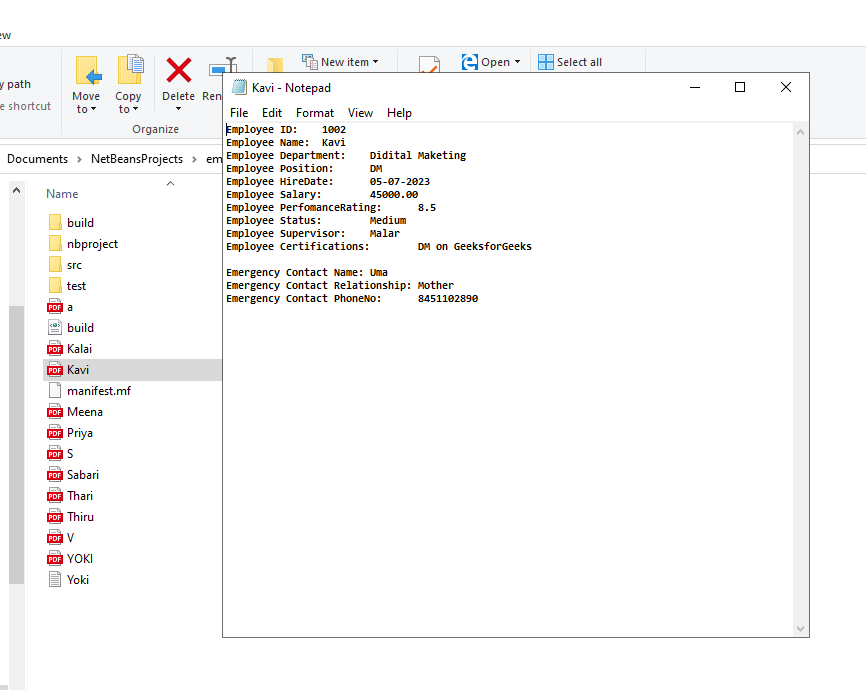 ew
New item
Open
Select all
y path
e shortcut
Move to
Copy to
Delete
Ren
Organize
Kavi - Notepad
File Edit Format View Help
Documents > NetBeansProjects > em
Name
build
nbproject
src
test
a
build
Kalai
Kavi
manifest.mf
Meena
Priya
S
Sabari
Thari
Thiru
V
YOKI
Yoki
Employee ID: 1002
Employee Name: Kavi
Employee Department: Didital Maketing
Employee Position: DM
Employee HireDate: 05-07-2023
Employee Salary: 45000.00
Employee PerfomanceRating: 8.5
Employee Status: Medium
Employee Supervisor: Malar
Employee Certifications: DM on GeeksforGeeks
Emergency Contact Name: Uma
Emergency Contact Relationship: Mother
Emergency Contact PhoneNo: 8451102890